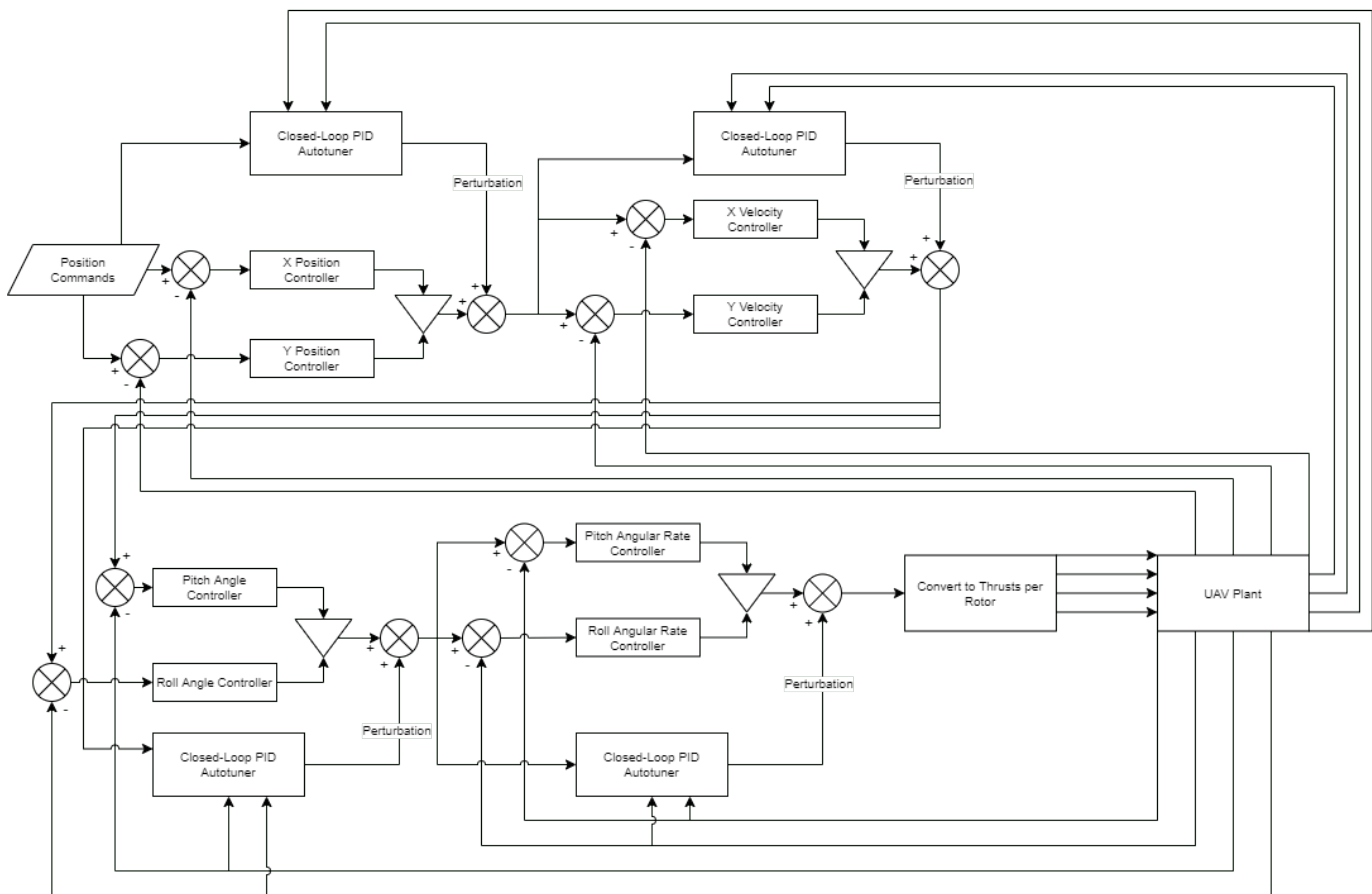 Closed-Loop PID
Autotuner
Closed-Loop PID
Autotuner
Perturbation
Perturbation
X Velocity
Controller
+
+
-
Position
Commands
+
-
X Position
Controller
+
+
+
Y Velocity
Controller
+
-
+
-
Y Position
Controller
+
-
Pitch Angle
Controller
+
-
Pitch Angular Rate
Controller
+
-
Convert to Thrusts per
Rotor
UAV Plant
+
+
Roll Angular Rate
Controller
+
-
+
+
+
-
Roll Angle Controller
Perturbation
Perturbation
Closed-Loop PID
Autotuner
Closed-Loop PID
Autotuner